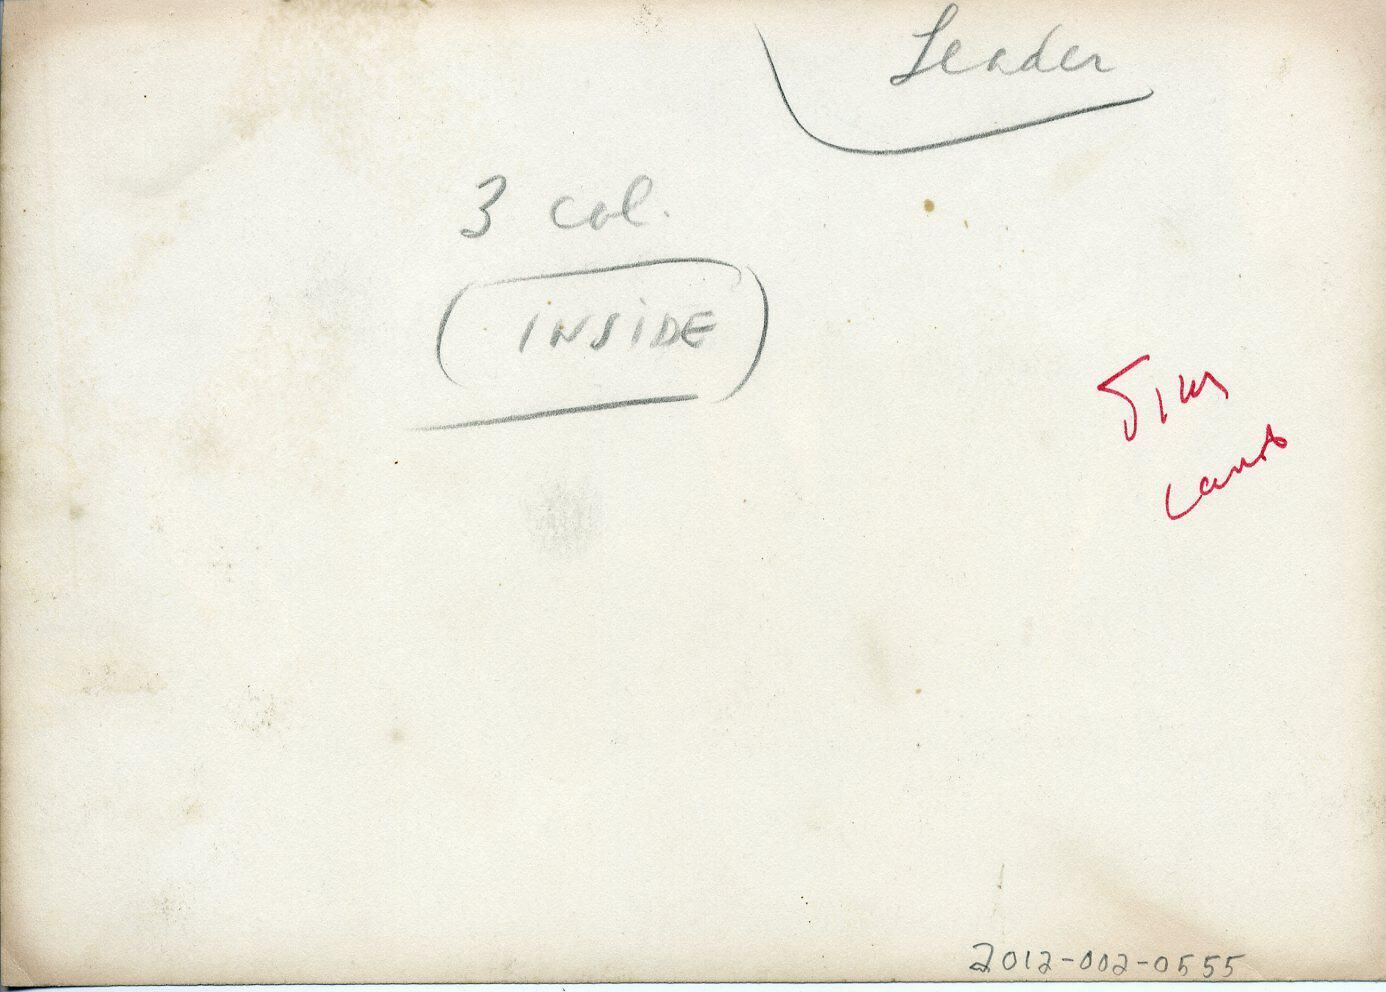 Leader
3 col.
INSIDE
Jim
2012-002-0555